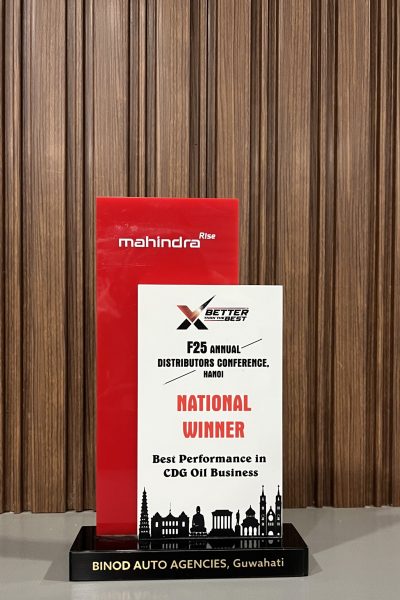 mahindra Rise
BETTER
THAN THE BEST
F25 ANNUAL
DISTRIBUTORS CONFERENCE,
HANOI
NATIONAL
WINNER
Best Performance in
CDG Oil Business
BINOD AUTO AGENCIES, Guwahati